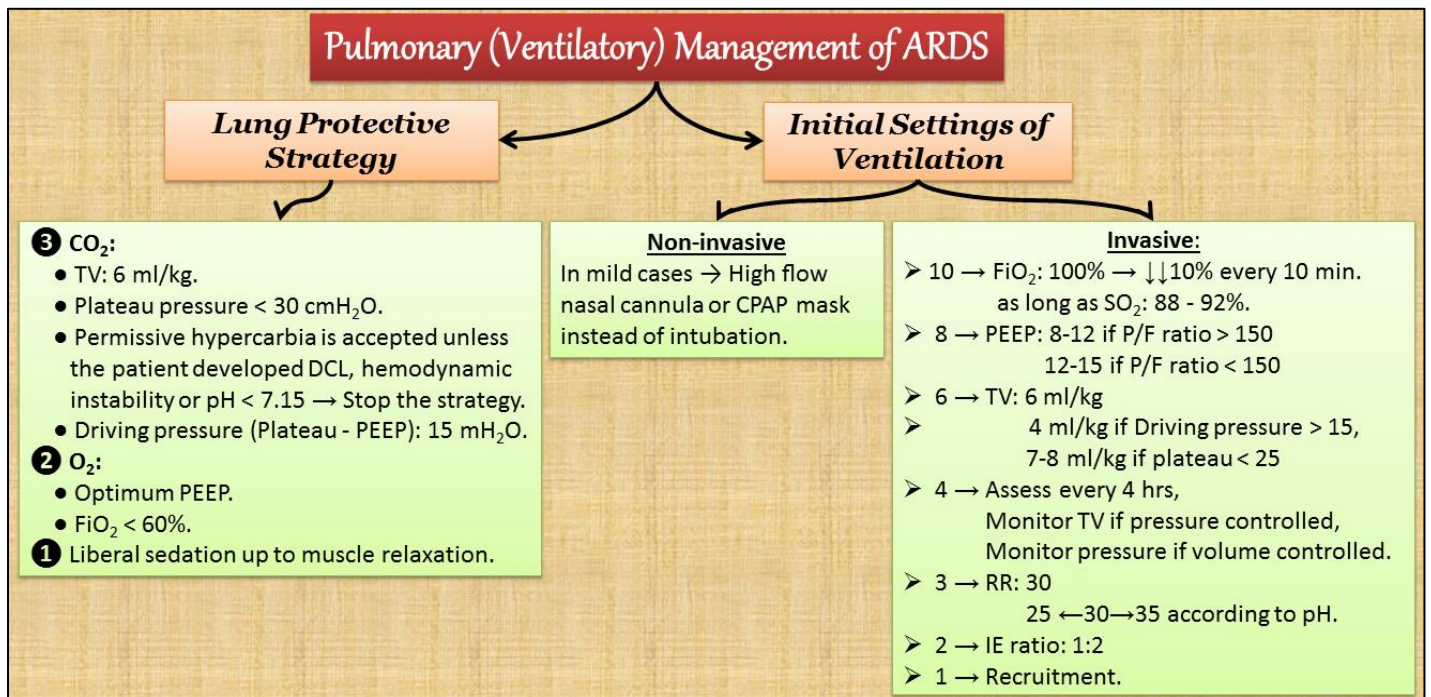 Pulmonary (Ventilatory) Management of ARDS
Lung Protective
Strategy
Initial Settings of
Ventilation
❸ CO₂:
● TV: 6 ml/kg.
● Plateau pressure < 30 cmH₂O.
● Permissive hypercarbia is accepted unless
the patient developed DCL, hemodynamic
instability or pH < 7.15 → Stop the strategy.
● Driving pressure (Plateau - PEEP): 15 mH₂O.
❷ O₂:
● Optimum PEEP.
● FiO₂ < 60%.
❶ Liberal sedation up to muscle relaxation.
Non-invasive
In mild cases → High flow
nasal cannula or CPAP mask
instead of intubation.
Invasive:
➢ 10 → FiO₂: 100% → ↓↓10% every 10 min.
as long as SO₂: 88 - 92%.
➢ 8 → PEEP: 8-12 if P/F ratio > 150
12-15 if P/F ratio < 150
➢ 6 → TV: 6 ml/kg
➢ 4 ml/kg if Driving pressure > 15,
7-8 ml/kg if plateau < 25
➢ 4 → Assess every 4 hrs,
Monitor TV if pressure controlled,
Monitor pressure if volume controlled.
➢ 3 → RR: 30
25 ←30→35 according to pH.
➢ 2 → IE ratio: 1:2
➢ 1 → Recruitment.